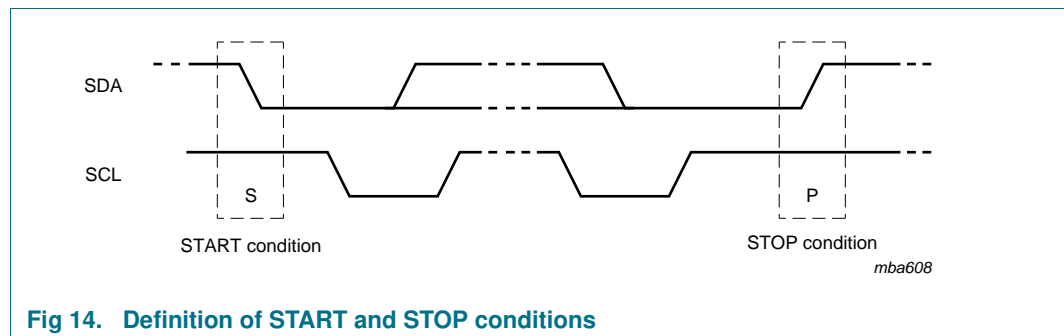 SDA
SCL
S
P
START condition
STOP condition
mba608
Fig 14. Definition of START and STOP conditions